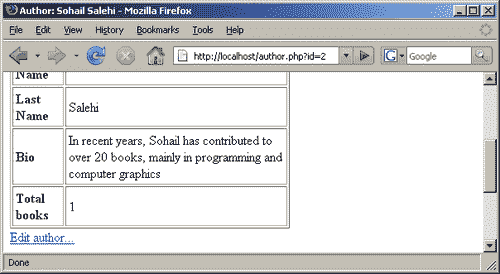 Author: Sohail Salehi - Mozilla Firefox
File Edit View History Bookmarks Tools Help
http://localhost/author.php?id=2
Google
Name
Last Name
Salehi
Bio
In recent years, Sohail has contributed to
over 20 books, mainly in programming and
computer graphics
Total books
1
Edit author...
Done